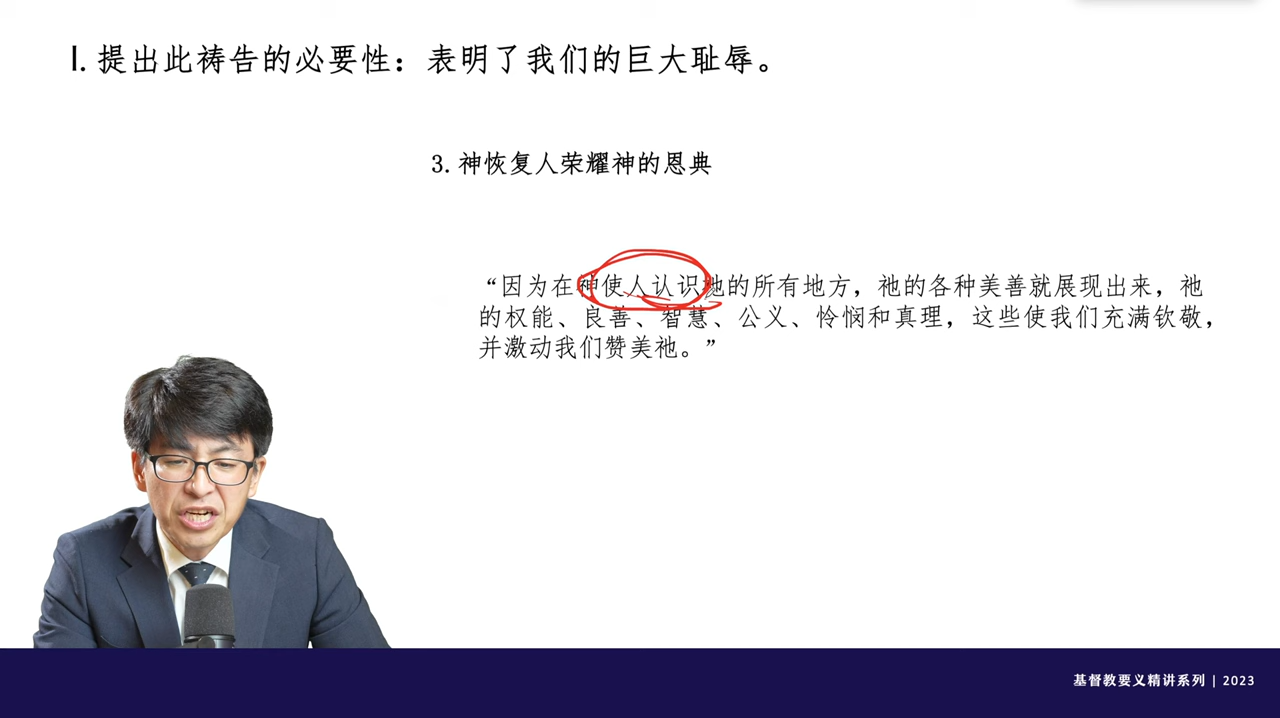 Ⅰ. 提出此祷告的必要性：表明了我们的巨大耻辱。
3. 神恢复人荣耀神的恩典
“因为在神使人认识祂的所有地方，祂的各种美善就展现出来，祂
的权能、良善、智慧、公义、怜悯和真理，这些使我们充满钦敬，
并激动我们赞美祂。”
基督教要义精讲系列 | 2023